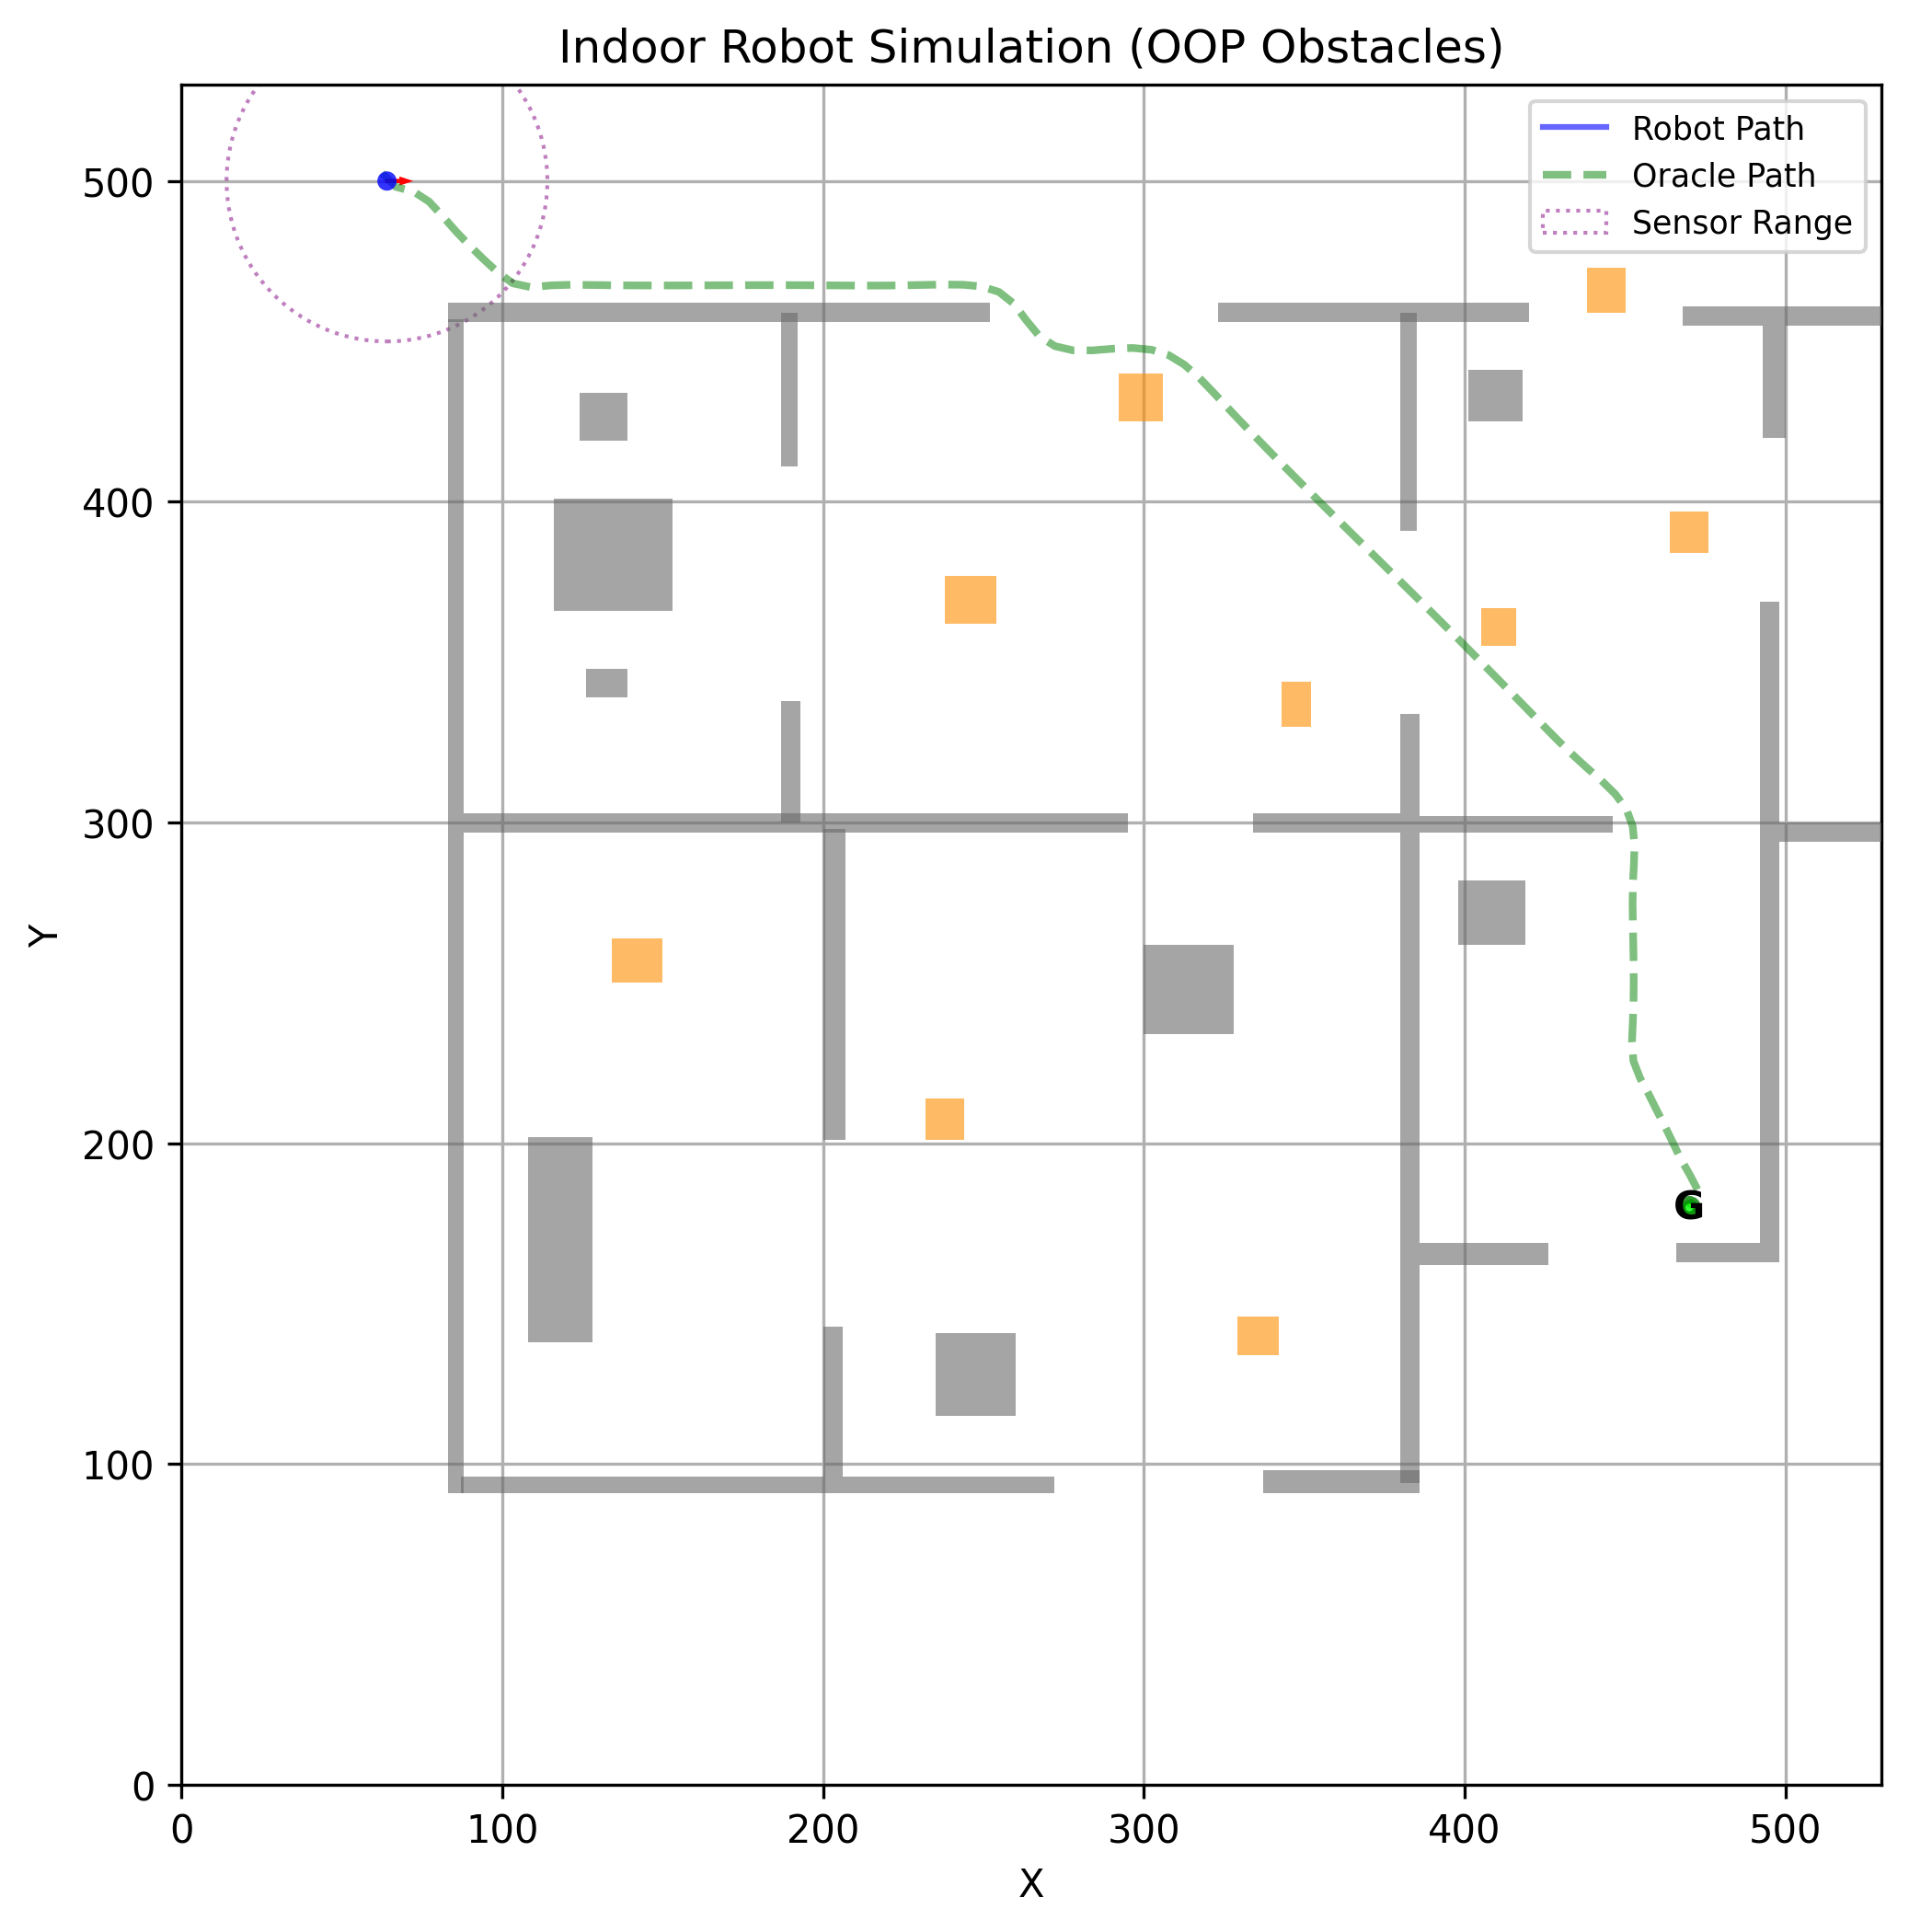 Indoor Robot Simulation (OOP Obstacles)
Robot Path
Oracle Path
Sensor Range
500
400
300
200
100
0
Y
G
0 100 200 300 400 500
X